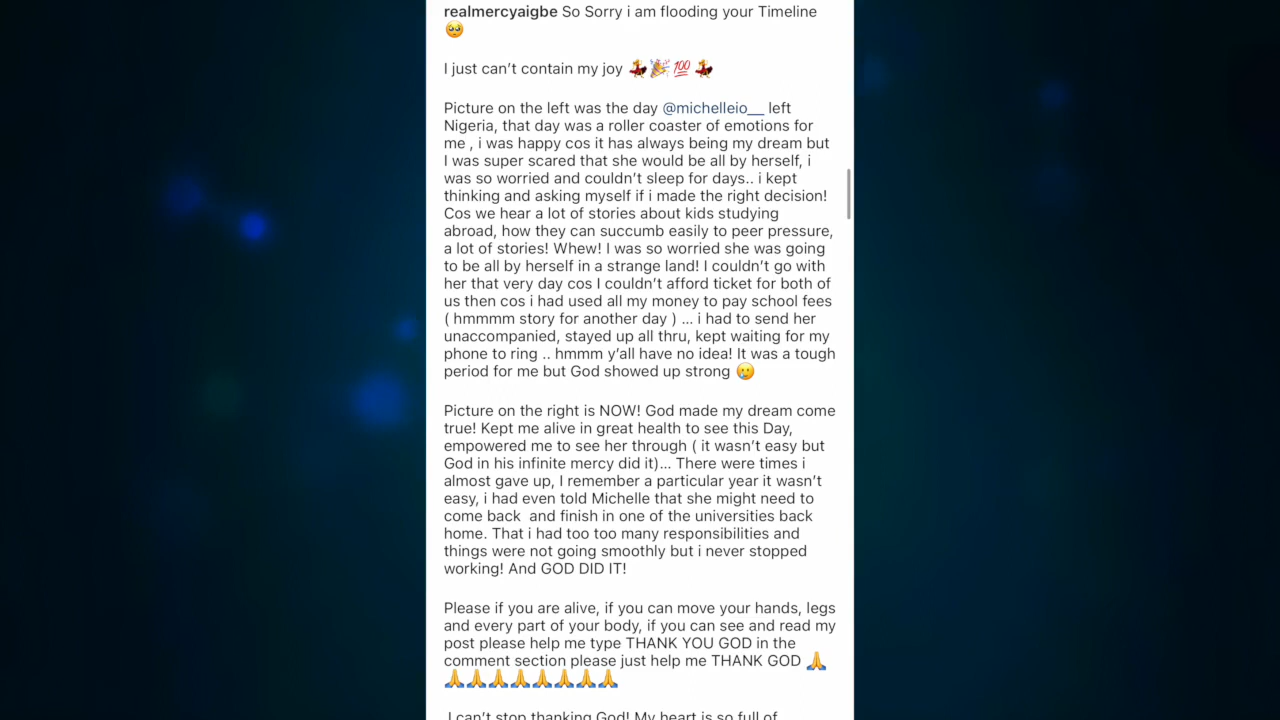 realmercyaigbe So Sorry i am flooding your Timeline
🥺
I just can’t contain my joy 💃🎉💯💃
Picture on the left was the day @michelleio__ left
Nigeria, that day was a roller coaster of emotions for
me , i was happy cos it has always being my dream but
I was super scared that she would be all by herself, i
was so worried and couldn’t sleep for days.. i kept
thinking and asking myself if i made the right decision!
Cos we hear a lot of stories about kids studying
abroad, how they can succumb easily to peer pressure,
a lot of stories! Whew! I was so worried she was going
to be all by herself in a strange land! I couldn’t go with
her that very day cos I couldn’t afford ticket for both of
us then cos i had used all my money to pay school fees
( hmmmm story for another day ) ... i had to send her
unaccompanied, stayed up all thru, kept waiting for my
phone to ring .. hmmm y’all have no idea! It was a tough
period for me but God showed up strong 🥲
Picture on the right is NOW! God made my dream come
true! Kept me alive in great health to see this Day,
empowered me to see her through ( it wasn’t easy but
God in his infinite mercy did it)... There were times i
almost gave up, I remember a particular year it wasn’t
easy, i had even told Michelle that she might need to
come back  and finish in one of the universities back
home. That i had too too many responsibilities and
things were not going smoothly but i never stopped
working! And GOD DID IT!
Please if you are alive, if you can move your hands, legs
and every part of your body, if you can see and read my
post please help me type THANK YOU GOD in the
comment section please just help me THANK GOD 🙏
🙏🙏🙏🙏🙏🙏🙏🙏
I can’t stop thanking God! My heart is so full of